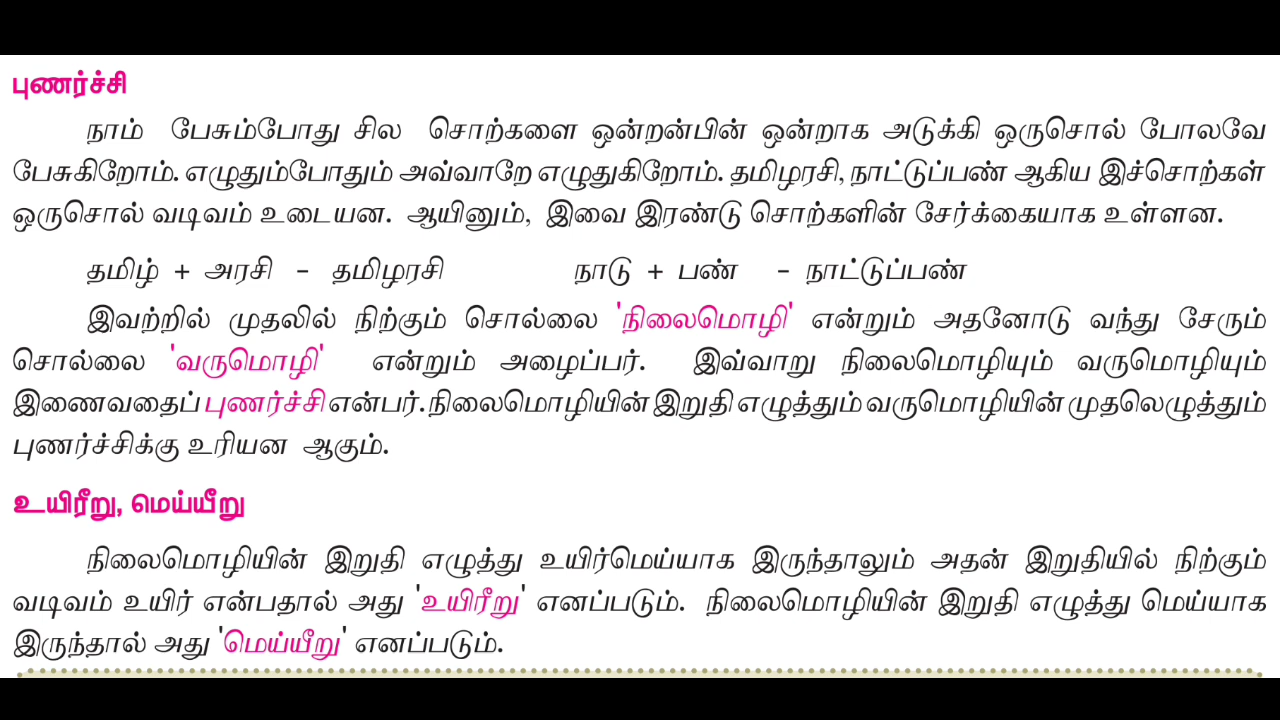 புணர்ச்சி
நாம் பேசும்போது சில சொற்களை ஒன்றன்பின் ஒன்றாக அடுக்கி ஒருசொல் போலவே
பேசுகிறோம். எழுதும்போதும் அவ்வாறே எழுதுகிறோம். தமிழரசி, நாட்டுப்பண் ஆகிய இச்சொற்கள்
ஒருசொல் வடிவம் உடையன. ஆயினும், இவை இரண்டு சொற்களின் சேர்க்கையாக உள்ளன.
தமிழ் + அரசி - தமிழரசி நாடு + பண் - நாட்டுப்பண்
இவற்றில் முதலில் நிற்கும் சொல்லை 'நிலைமொழி' என்றும் அதனோடு வந்து சேரும்
சொல்லை 'வருமொழி' என்றும் அழைப்பர். இவ்வாறு நிலைமொழியும் வருமொழியும்
இணைவதைப் புணர்ச்சி என்பர். நிலைமொழியின் இறுதி எழுத்தும் வருமொழியின் முதலெழுத்தும்
புணர்ச்சிக்கு உரியன ஆகும்.
உயிரீறு, மெய்யீறு
நிலைமொழியின் இறுதி எழுத்து உயிர்மெய்யாக இருந்தாலும் அதன் இறுதியில் நிற்கும்
வடிவம் உயிர் என்பதால் அது 'உயிரீறு' எனப்படும். நிலைமொழியின் இறுதி எழுத்து மெய்யாக
இருந்தால் அது 'மெய்யீறு' எனப்படும்.